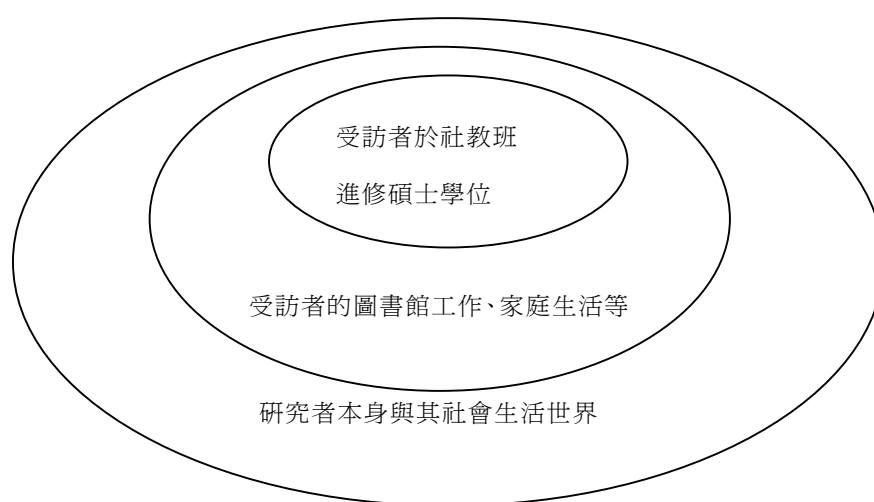 受訪者於社教班
進修碩士學位
受訪者的圖書館工作、家庭生活等
研究者本身與其社會生活世界